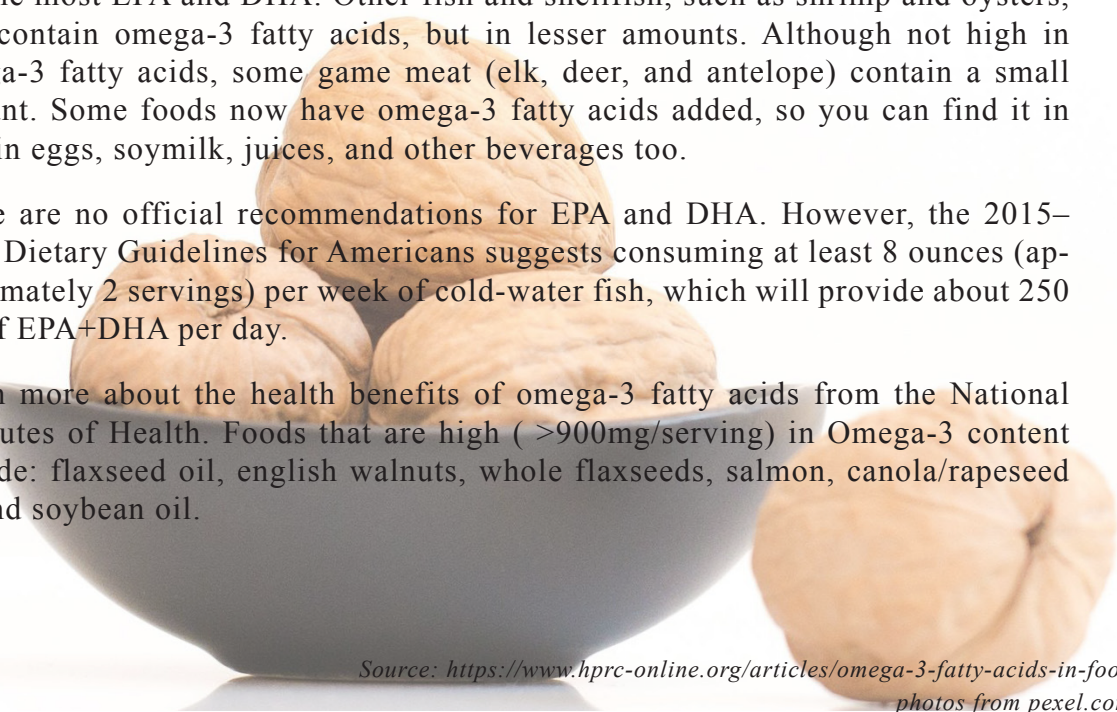 most EPA and DHA. Other fish and shellfish, such as shrimp and oysters,
contain omega-3 fatty acids, but in lesser amounts. Although not high in
a-3 fatty acids, some game meat (elk, deer, and antelope) contain a small
nt. Some foods now have omega-3 fatty acids added, so you can find it in
in eggs, soymilk, juices, and other beverages too.
e are no official recommendations for EPA and DHA. However, the 2015–
Dietary Guidelines for Americans suggests consuming at least 8 ounces (ap-
mately 2 servings) per week of cold-water fish, which will provide about 250
f EPA+DHA per day.
n more about the health benefits of omega-3 fatty acids from the National
utes of Health. Foods that are high ( >900mg/serving) in Omega-3 content
de: flaxseed oil, english walnuts, whole flaxseeds, salmon, canola/rapeseed
nd soybean oil.
Source: https://www.hprc-online.org/articles/omega-3-fatty-acids-in-foo
photos from pexel.co